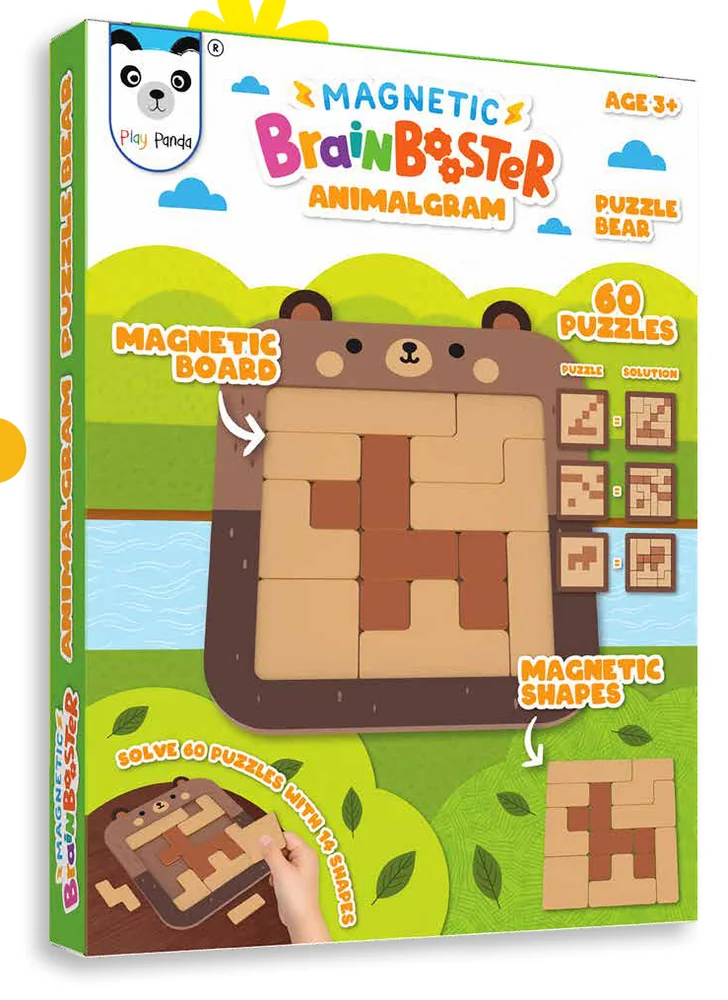 Play Panda
®
MAGNETIC
BrainBOOSTeR
ANIMALGRAM
AGE 3+
PUZZLE
BEAR
60
PUZZLES
PUZZLE SOLUTION
=
=
=
MAGNETIC
BOARD
MAGNETIC
SHAPES
SOLVE 60 PUZZLES WITH 14 SHAPES
MAGNETIC
BrainBOOSTeR
ANIMALGRAM PUZZLE BEAR